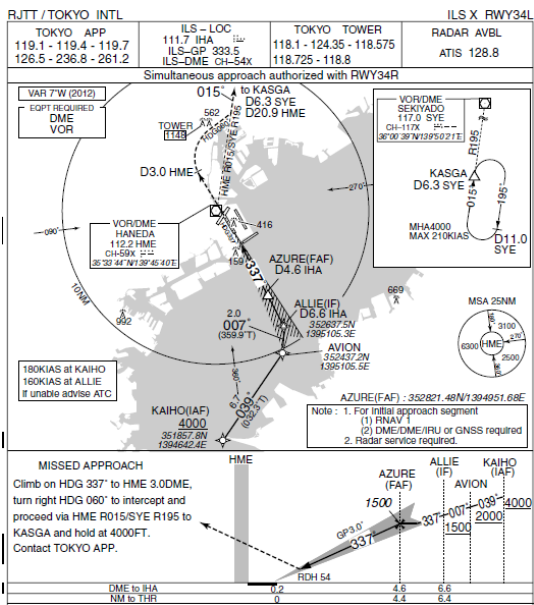 RJTT / TOKYO INTL
ILS X RWY34L
TOKYO APP
119.1 - 119.4 - 119.7
126.5 - 236.8 - 261.2
ILS – LOC
111.7 IHA
ILS–GP 333.5
ILS–DME CH–54X
TOKYO TOWER
118.1 - 124.35 - 118.575
118.725 - 118.8
RADAR AVBL
ATIS 128.8
Simultaneous approach authorized with RWY34R
VAR 7°W (2012)
EQPT REQUIRED
DME
VOR
015°
to KASGA
D6.3 SYE
D20.9 HME
562
TOWER
1148
HME R015/SYE R195
D3.0 HME
VOR/DME
SEKIYADO
117.0 SYE
CH–117X
36°00'39"N/139°50'21"E
R195
KASGA
D6.3 SYE
015°
195°
MHA4000
MAX 210KIAS
D11.0
SYE
270°
090°
VOR/DME
HANEDA
112.2 HME
CH–59X
35°33'44"N/139°45'40"E
416
159
337°
AZURE(FAF)
D4.6 IHA
10NM
992
669
ALLIE(IF)
D6.6 IHA
352637.5N
1395105.3E
2.0
007°
(359.9°T)
AVION
352437.2N
1395105.5E
MSA 25NM
3100
270°
6300
HME
2500
360°
180KIAS at KAIHO
160KIAS at ALLIE
If unable advise ATC
6.7
039°
(032.3°T)
KAIHO(IAF)
4000
351857.8N
1394642.4E
AZURE(FAF) : 352821.48N/1394951.68E
Note : 1. For initial approach segment
(1) RNAV 1
(2) DME/DME/IRU or GNSS required
2. Radar service required.
MISSED APPROACH
Climb on HDG 337° to HME 3.0DME,
turn right HDG 060° to intercept and
proceed via HME R015/SYE R195 to
KASGA and hold at 4000FT.
Contact TOKYO APP.
HME
AZURE
(FAF)
ALLIE
(IF)
AVION
KAIHO
(IAF)
1500
GP3.0°
337°
337°
007°
039°
4000
2000
1500
RDH 54
DME to IHA
0.2
4.6
6.6
NM to THR
0
4.4
6.4